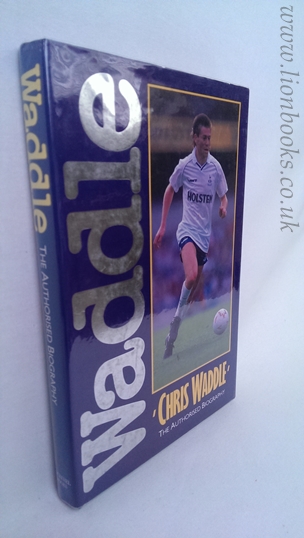 Waddle
THE AUTHORISED BIOGRAPHY
Waddle
HOLSTEN
'CHRIS WADDLE'
THE AUTHORISED BIOGRAPHY
www.lionbooks.co.uk